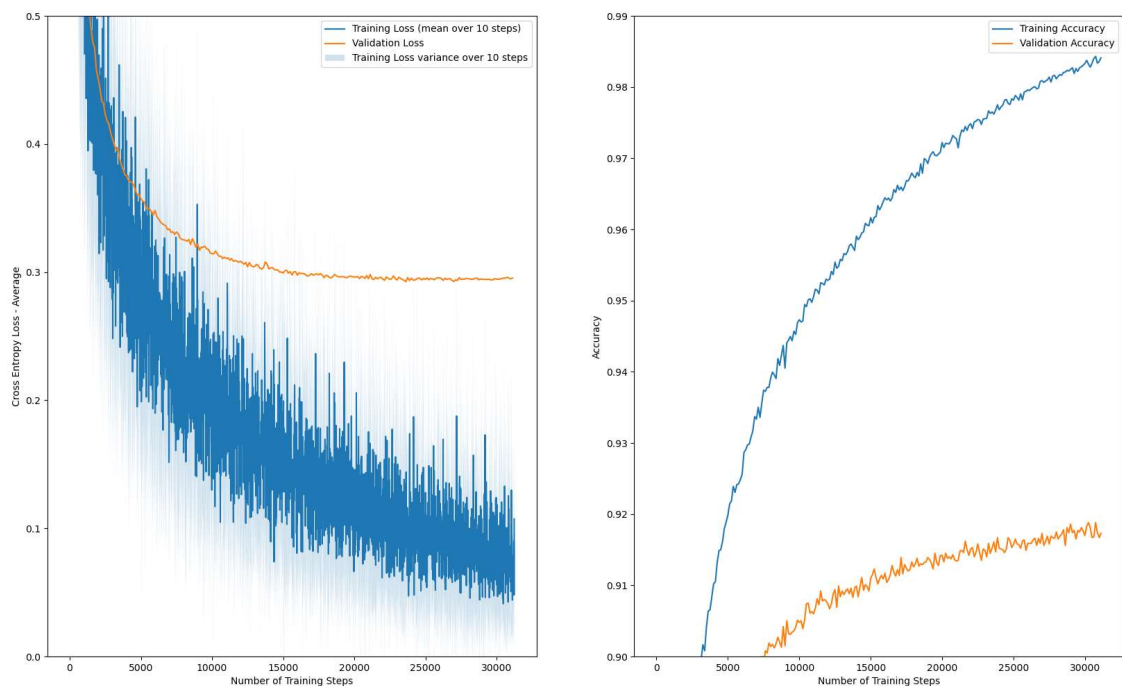 0.5
0.4
0.3
0.2
0.1
0.0
Cross Entropy Loss - Average
Training Loss (mean over 10 steps)
Validation Loss
Training Loss variance over 10 steps
0 5000 10000 15000 20000 25000 30000
Number of Training Steps
0.99
0.98
0.97
0.96
0.95
0.94
0.93
0.92
0.91
0.90
Accuracy
Training Accuracy
Validation Accuracy
0 5000 10000 15000 20000 25000 30000
Number of Training Steps